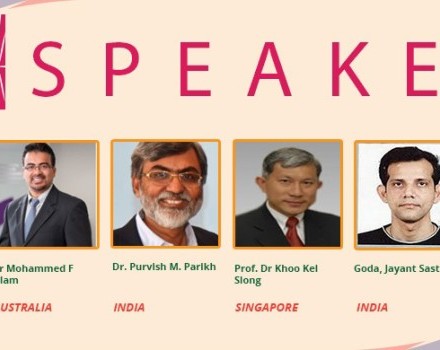 SPEAKE
r Mohammed F
lam
Dr. Purvish M. Parikh
Prof. Dr Khoo Kei
Siong
Goda, Jayant Sast
USTRALIA
INDIA
SINGAPORE
INDIA